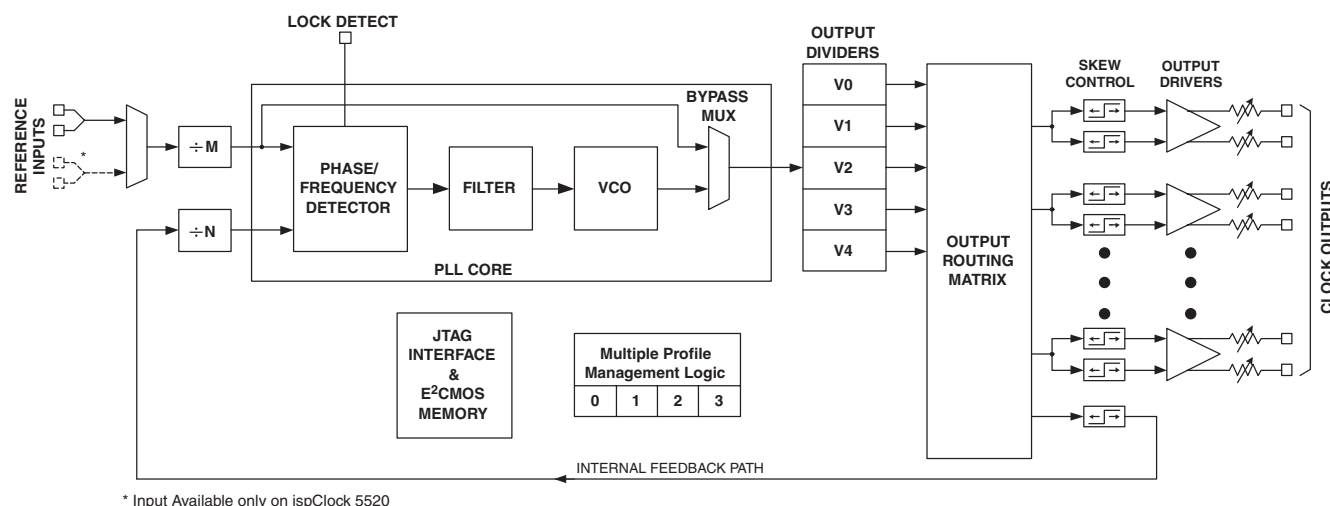 LOCK DETECT
OUTPUT
DIVIDERS
SKEW
CONTROL
OUTPUT
DRIVERS
REFERENCE
INPUTS
*
÷M
÷N
PHASE/
FREQUENCY
DETECTOR
FILTER
VCO
BYPASS
MUX
PLL CORE
V0
V1
V2
V3
V4
OUTPUT
ROUTING
MATRIX
CLOCK OUTPUTS
JTAG
INTERFACE
&
E²CMOS
MEMORY
Multiple Profile
Management Logic
0 1 2 3
INTERNAL FEEDBACK PATH
* Input Available only on ispClock 5520